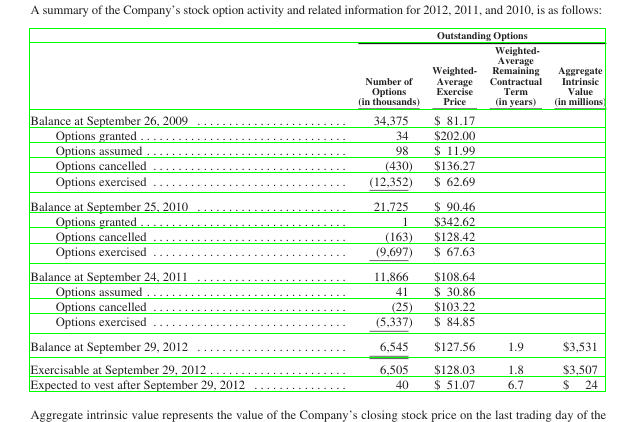 A summary of the Company's stock option activity and related information for 2012, 2011, and 2010, is as follows:
Outstanding Options
Number of Options (in thousands) Weighted-Average Exercise Price Weighted-Average Remaining Contractual Term (in years) Aggregate Intrinsic Value (in millions)
Balance at September 26, 2009 ........................ 34,375 $ 81.17
Options granted ................................ 34 $202.00
Options assumed ............................... 98 $ 11.99
Options cancelled .............................. (430) $136.27
Options exercised .............................. (12,352) $ 62.69
Balance at September 25, 2010 ........................ 21,725 $ 90.46
Options granted ................................ 1 $342.62
Options cancelled .............................. (163) $128.42
Options exercised .............................. (9,697) $ 67.63
Balance at September 24, 2011 ........................ 11,866 $108.64
Options assumed ............................... 41 $ 30.86
Options cancelled .............................. (25) $103.22
Options exercised .............................. (5,337) $ 84.85
Balance at September 29, 2012 ........................ 6,545 $127.56 1.9 $3,531
Exercisable at September 29, 2012 ...................... 6,505 $128.03 1.8 $3,507
Expected to vest after September 29, 2012 ............... 40 $ 51.07 6.7 $ 24
Aggregate intrinsic value represents the value of the Company's closing stock price on the last trading day of the